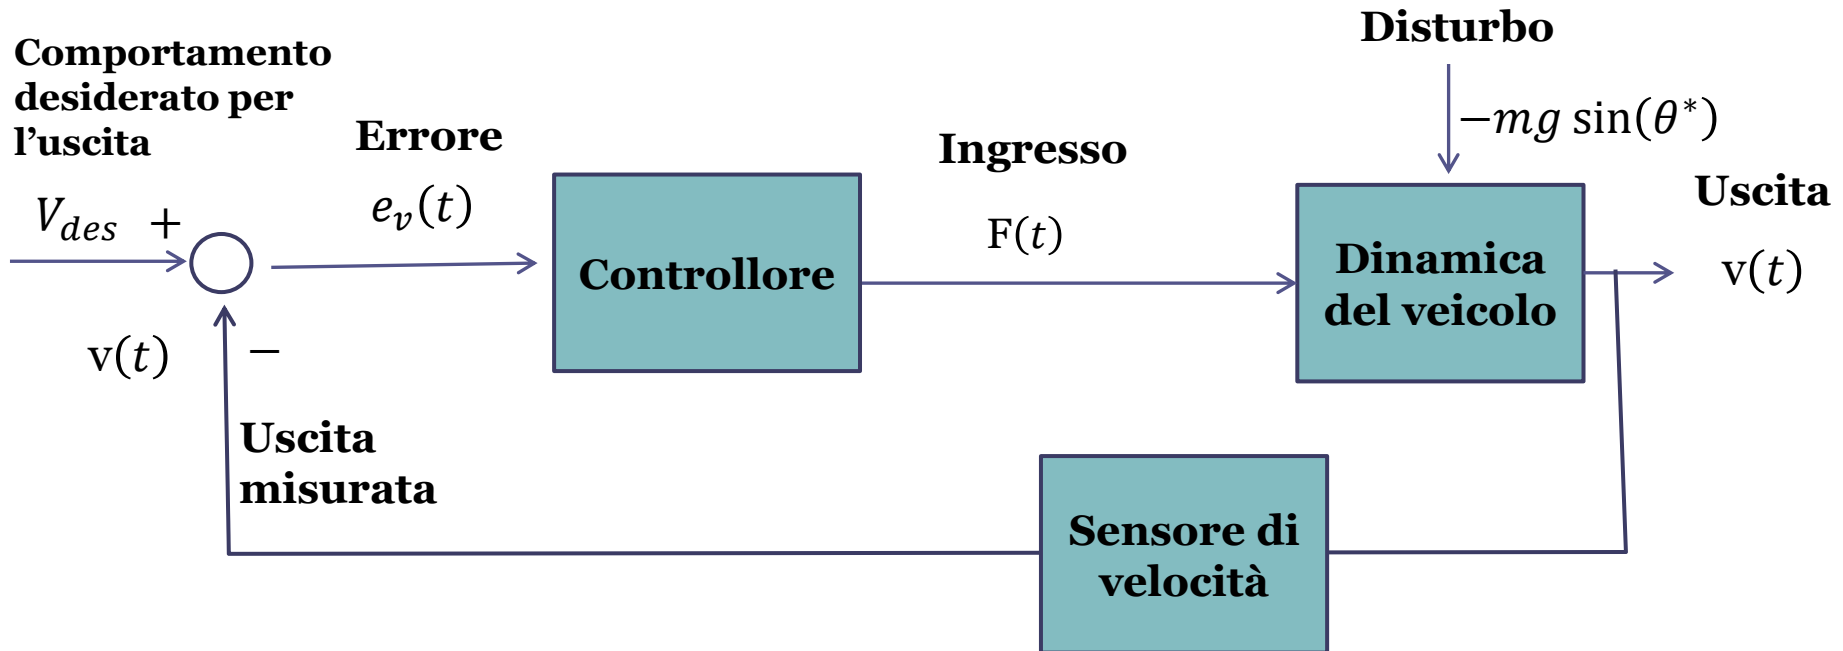 Comportamento
desiderato per
l’uscita
V_des +
Errore
e_v(t)
Controllore
Ingresso
F(t)
Disturbo
−mg sin(θ*)
Dinamica
del veicolo
Uscita
v(t)
v(t) −
Uscita
misurata
Sensore di
velocità